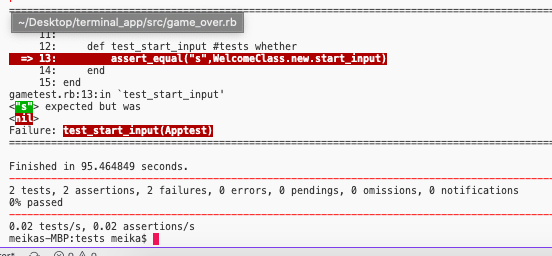 ~/Desktop/terminal_app/src/game_over.rb
11:
12: def test_start_input #tests whether
=> 13: assert_equal("s",WelcomeClass.new.start_input)
14: end
15: end
gametest.rb:13:in `test_start_input'
<"s"> expected but was
<nil>
Failure: test_start_input(Apptest)
Finished in 95.464849 seconds.
2 tests, 2 assertions, 2 failures, 0 errors, 0 pendings, 0 omissions, 0 notifications
0% passed
0.02 tests/s, 0.02 assertions/s
meikas-MBP:tests meika$